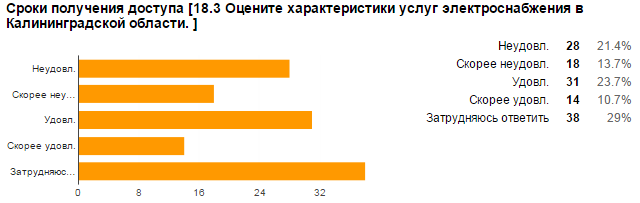 Сроки получения доступа [18.3 Оцените характеристики услуг электроснабжения в
Калининградской области. ]
Неудовл. 28 21.4%
Скорее неудовл. 18 13.7%
Удовл. 31 23.7%
Скорее удовл. 14 10.7%
Затрудняюсь ответить 38 29%
Неудовл.
Скорее неу...
Удовл.
Скорее удовл.
Затрудняюс...
0 8 16 24 32